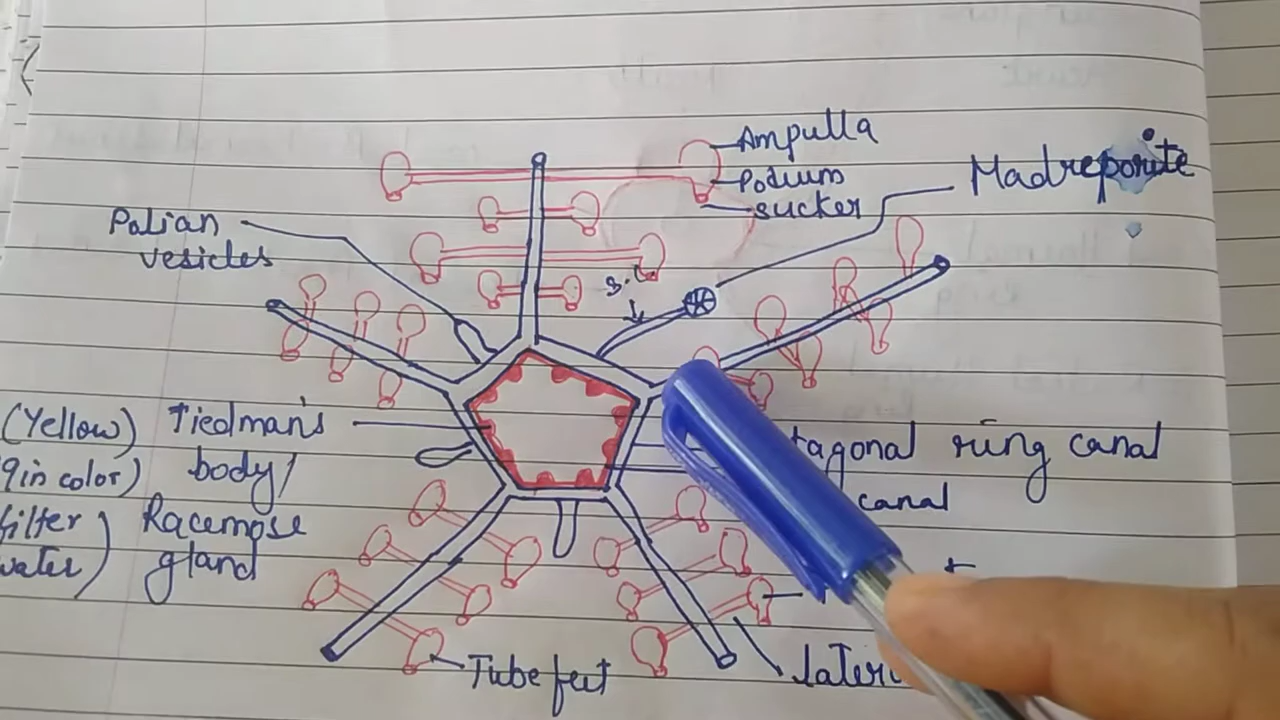 Ampulla
Podium
sucker
Madreporite
Polian
vesicles
s.c
(Yellow) Tiedman's
9in color) body/
filter Racemose
water) gland
tagonal ring canal
canal
Tube feet
later